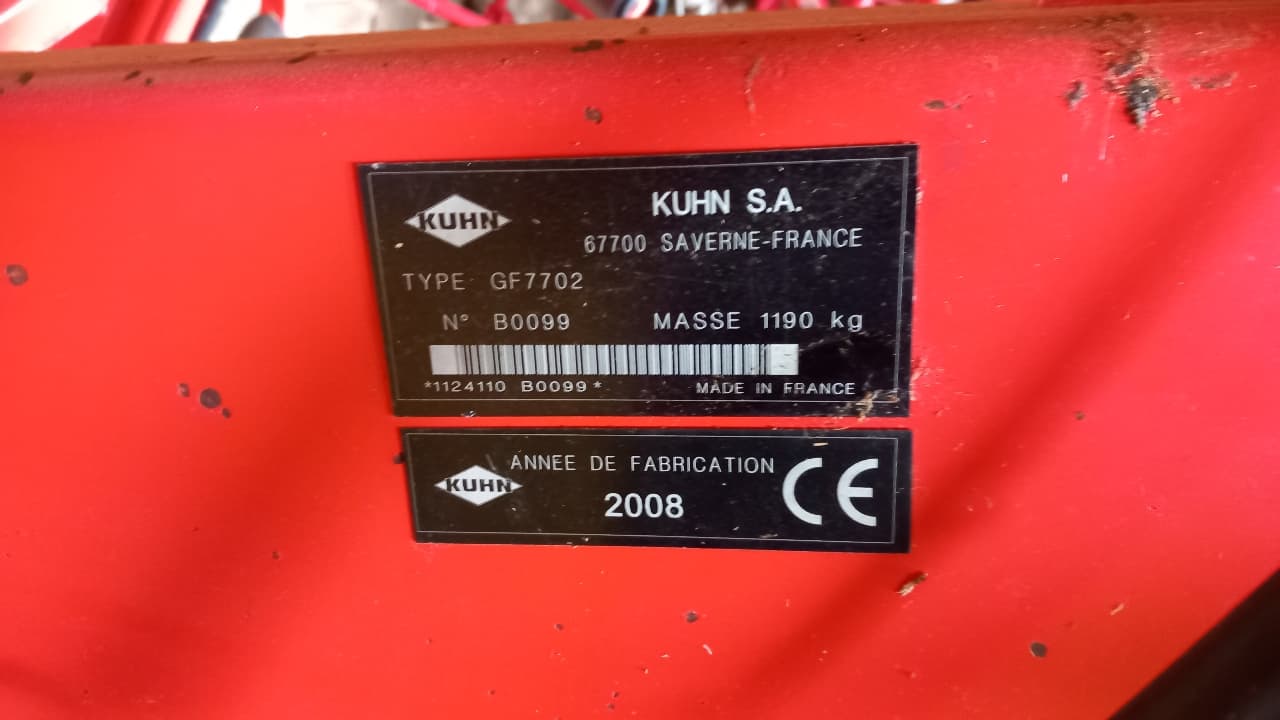 KUHN
KUHN S.A.
67700 SAVERNE-FRANCE
TYPE GF7702
N° B0099 MASSE 1190 kg
*1124110 B0099*
MADE IN FRANCE
KUHN
ANNEE DE FABRICATION
2008
CE